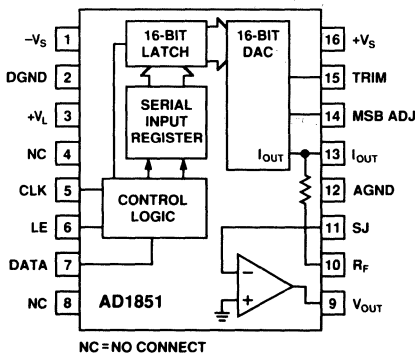 –VS 1
DGND 2
+VL 3
NC 4
CLK 5
LE 6
DATA 7
NC 8
16-BIT
LATCH
16-BIT
DAC
SERIAL
INPUT
REGISTER
CONTROL
LOGIC
IOUT
–
+
AD1851
16 +VS
15 TRIM
14 MSB ADJ
13 IOUT
12 AGND
11 SJ
10 RF
9 VOUT
NC = NO CONNECT